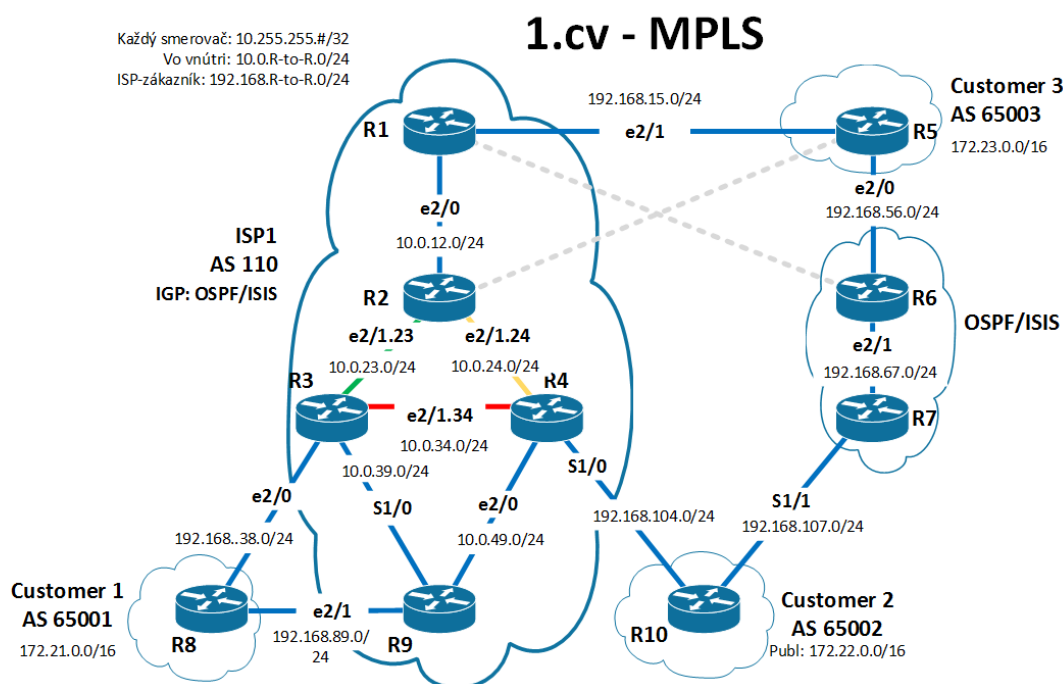 1.cv - MPLS
Každý smerovač: 10.255.255.#/32
Vo vnútri: 10.0.R-to-R.0/24
ISP-zákazník: 192.168.R-to-R.0/24
192.168.15.0/24
Customer 3
AS 65003
172.23.0.0/16
R1
e2/1
R5
e2/0
10.0.12.0/24
e2/0
192.168.56.0/24
ISP1
AS 110
IGP: OSPF/ISIS
R2
R6
OSPF/ISIS
e2/1.23
e2/1.24
10.0.23.0/24
10.0.24.0/24
e2/1
192.168.67.0/24
R3
R4
R7
e2/1.34
10.0.34.0/24
10.0.39.0/24
S1/0
e2/0
S1/0
e2/0
S1/1
192.168..38.0/24
10.0.49.0/24
192.168.104.0/24
192.168.107.0/24
Customer 1
AS 65001
172.21.0.0/16
R8
e2/1
192.168.89.0/
24
R9
R10
Customer 2
AS 65002
Publ: 172.22.0.0/16